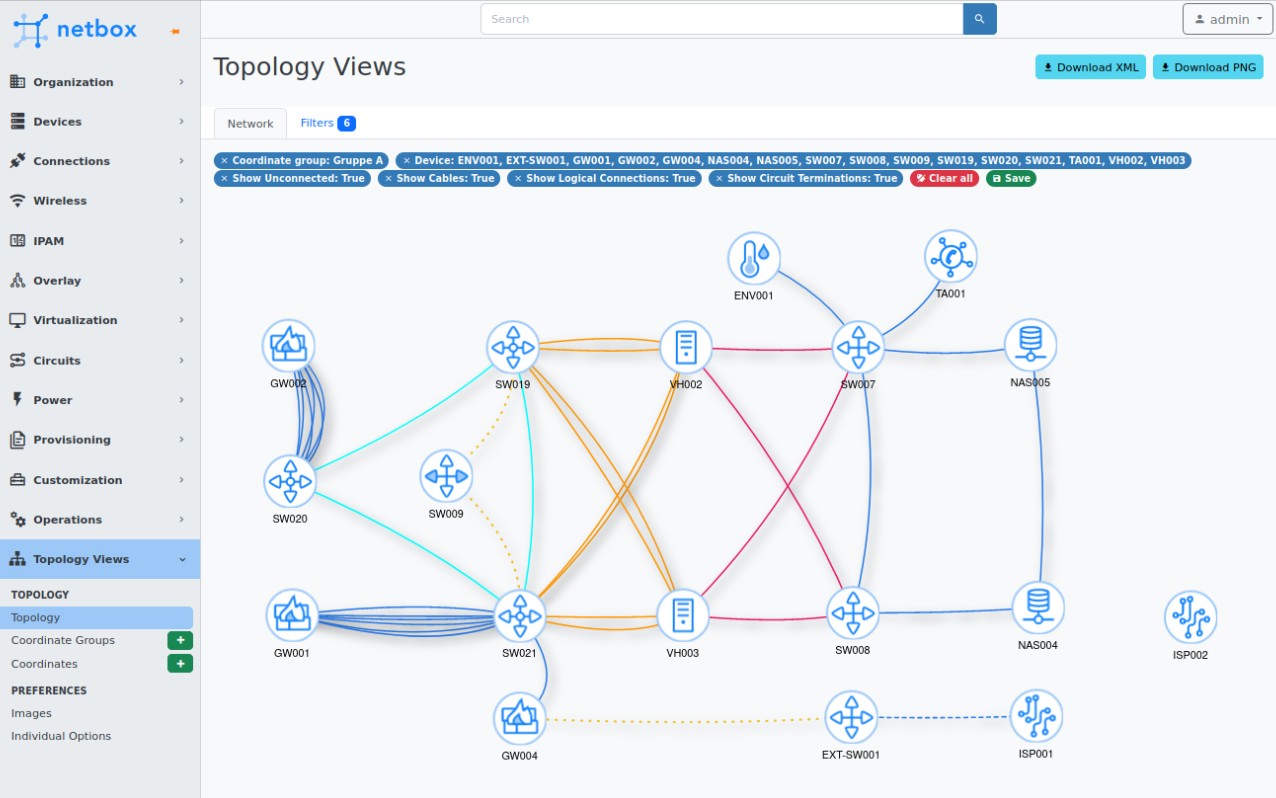 netbox
Search
admin
Organization
Devices
Connections
Wireless
IPAM
Overlay
Virtualization
Circuits
Power
Provisioning
Customization
Operations
Topology Views
TOPOLOGY
Topology
Coordinate Groups
Coordinates
PREFERENCES
Images
Individual Options
Topology Views
Download XML
Download PNG
Network
Filters 6
× Coordinate group: Gruppe A
× Device: ENV001, EXT-SW001, GW001, GW002, GW004, NAS004, NAS005, SW007, SW008, SW009, SW019, SW020, SW021, TA001, VH002, VH003
× Show Unconnected: True
× Show Cables: True
× Show Logical Connections: True
× Show Circuit Terminations: True
Clear all
Save
ENV001
TA001
GW002
SW019
VH002
SW007
NAS005
SW020
SW009
GW001
SW021
VH003
SW008
NAS004
ISP002
GW004
EXT-SW001
ISP001